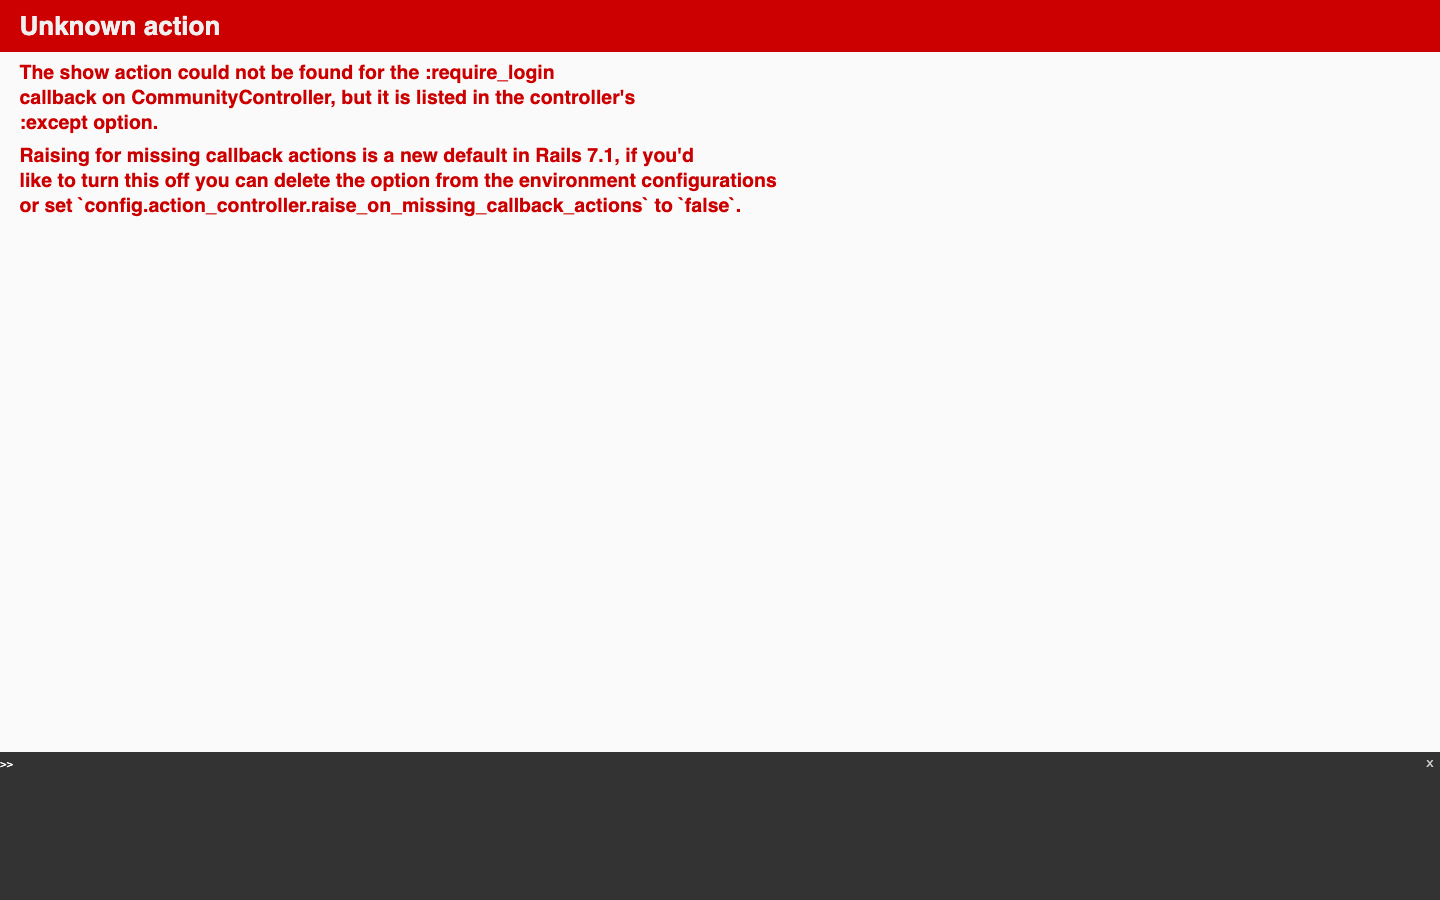 Unknown action
The show action could not be found for the :require_login
callback on CommunityController, but it is listed in the controller's
:except option.
Raising for missing callback actions is a new default in Rails 7.1, if you'd
like to turn this off you can delete the option from the environment configurations
or set `config.action_controller.raise_on_missing_callback_actions` to `false`.
>>
x